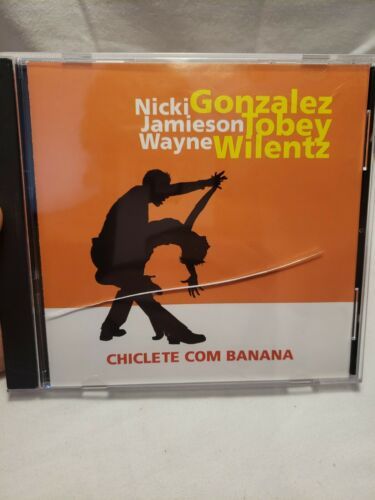 Nicki Gonzalez
Jamieson Tobey
Wayne Wilentz
CHICLETE COM BANANA